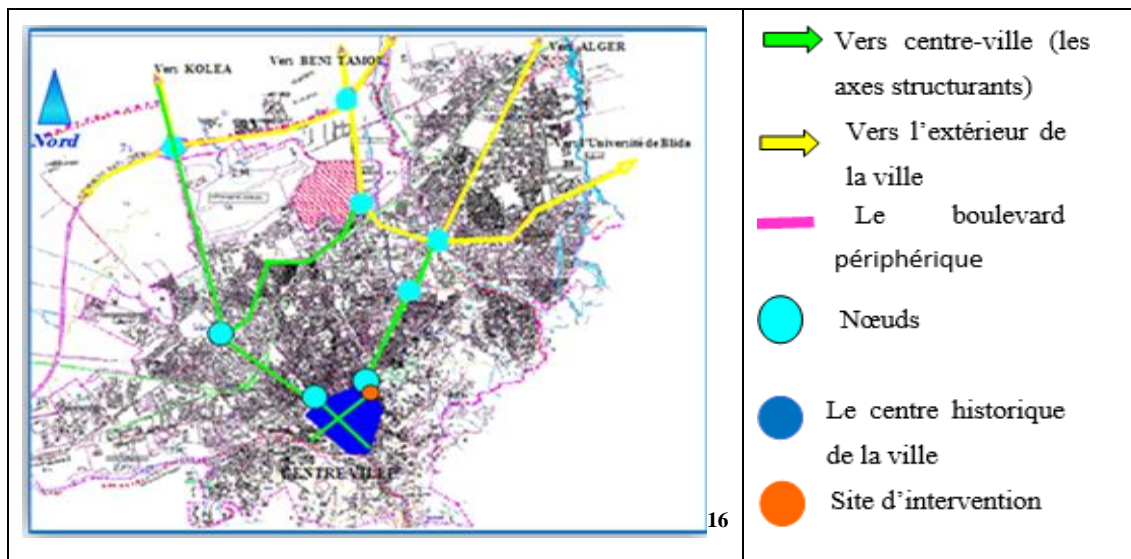 Vers ALGER
Vers BENI TAMOU
Vers KOLEA
Nord
Vers l'Université de Blida
CENTRE VILLE
16
Vers centre-ville (les
axes structurants)
Vers l'extérieur de
la ville
Le boulevard
périphérique
Nœuds
Le centre historique
de la ville
Site d'intervention